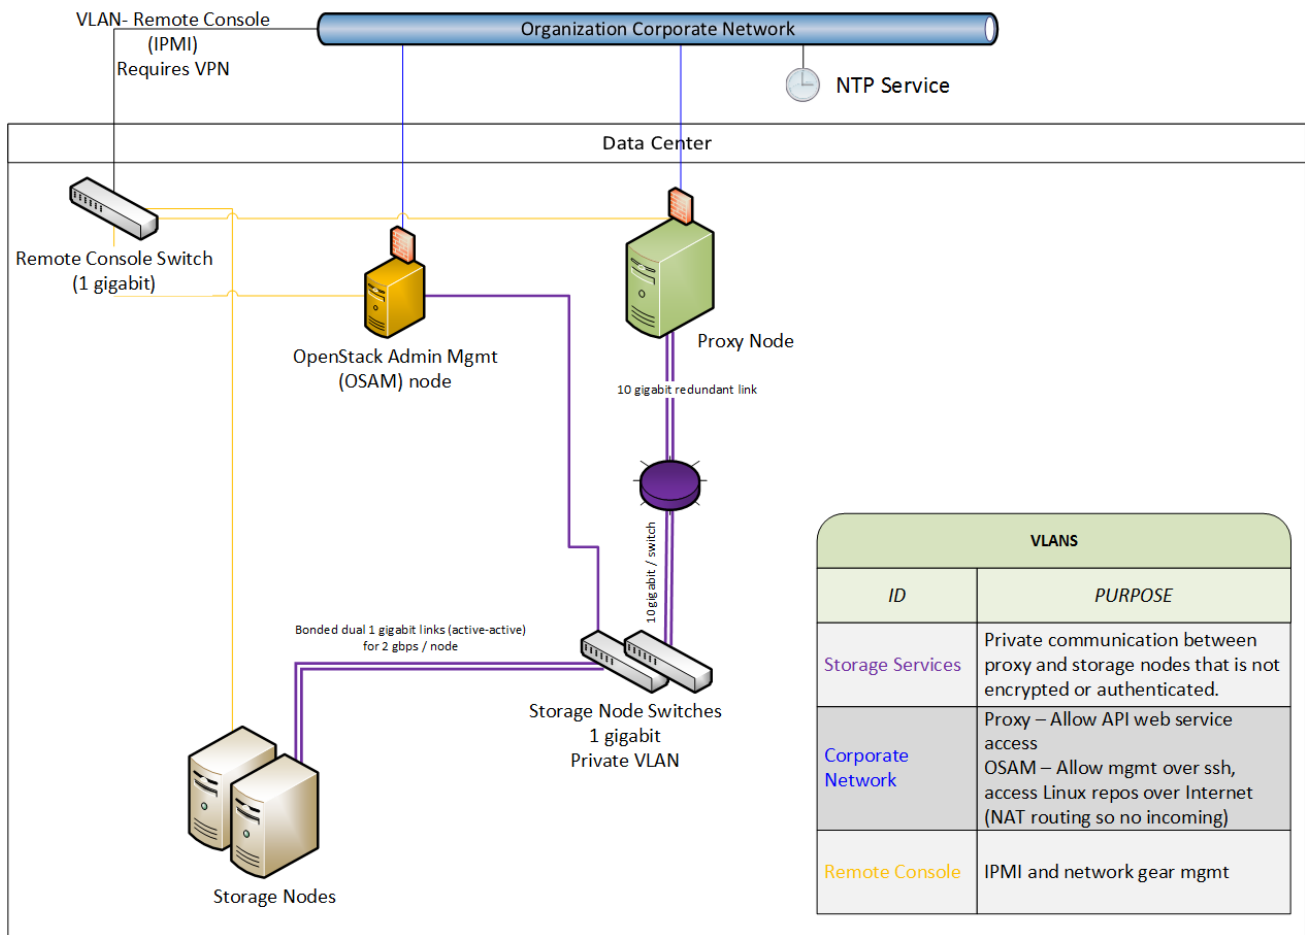 VLAN- Remote Console
(IPMI)
Requires VPN
Organization Corporate Network
NTP Service
Data Center
Remote Console Switch
(1 gigabit)
OpenStack Admin Mgmt
(OSAM) node
Proxy Node
10 gigabit redundant link
10 gigabit / switch
Bonded dual 1 gigabit links (active-active)
for 2 gbps / node
Storage Node Switches
1 gigabit
Private VLAN
Storage Nodes
VLANS
ID
PURPOSE
Storage Services
Private communication between
proxy and storage nodes that is not
encrypted or authenticated.
Corporate
Network
Proxy – Allow API web service
access
OSAM – Allow mgmt over ssh,
access Linux repos over Internet
(NAT routing so no incoming)
Remote Console
IPMI and network gear mgmt